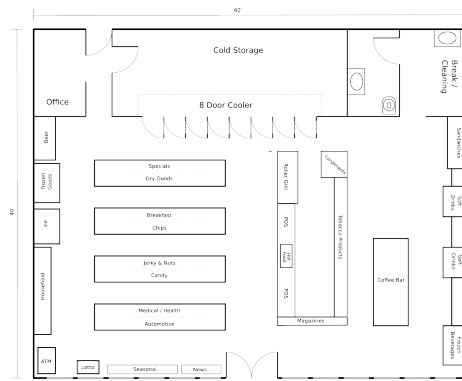 60'
Cold Storage
Office
8 Door Cooler
Break /
Cleaning
Beer
Frozen
Goods
Ice
Household
ATM
40'
Specials
Dry Goods
Breakfast
Chips
Jerky & Nuts
Candy
Medical / Health
Automotive
Lotto
Seasonal
News
Roller Grill
Condiments
POS
POS
Tobacco Products
Magazines
Coffee Bar
Sandwiches
Soft
Drinks
Soft
Drinks
Frozen
Beverages